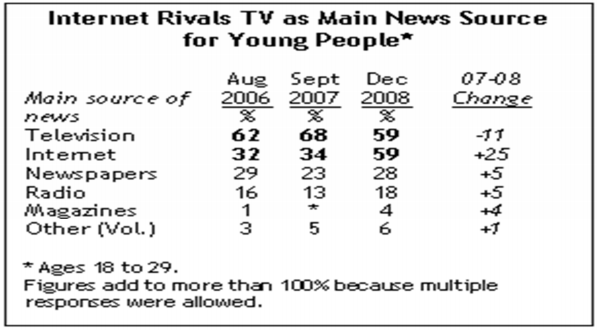 Internet Rivals TV as Main News Source
for Young People*
Aug Sept Dec 07-08
Main source of 2006 2007 2008 Change
news % % %
Television 62 68 59 -11
Internet 32 34 59 +25
Newspapers 29 23 28 +5
Radio 16 13 18 +5
Magazines 1 * 4 +4
Other (Vol.) 3 5 6 +1
* Ages 18 to 29.
Figures add to more than 100% because multiple
responses were allowed.